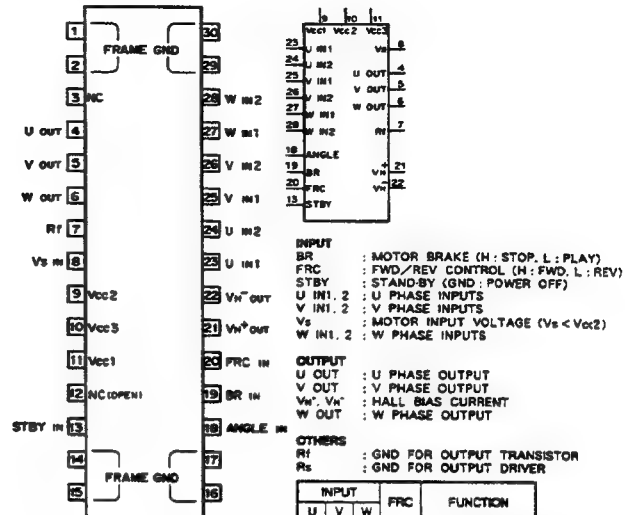 1 FRAME GND 30
2 29
3 NC 28 W IN2
U OUT 4 27 W IN1
V OUT 5 26 V IN2
W OUT 6 25 V IN1
Rf 7 24 U IN2
Vs IN 8 23 U IN1
9 Vcc2 22 VH⁻ OUT
10 Vcc3 21 VH⁺ OUT
11 Vcc1 20 FRC IN
12 NC(OPEN) 19 BR IN
STBY IN 13 18 ANGLE IN
14 17
FRAME GND
15 16
9 10 11
Vcc1 Vcc2 Vcc3
23 U IN1
24 U IN2
25 V IN1
26 V IN2
27 W IN1
28 W IN2
18 ANGLE
19 BR
20 FRC
13 STBY
8
U OUT 4
V OUT 5
W OUT 6
Rf 7
VH⁺ 21
VH⁻ 22
INPUT
BR : MOTOR BRAKE (H : STOP, L : PLAY)
FRC : FWD/REV CONTROL (H : FWD, L : REV)
STBY : STAND-BY (GND : POWER OFF)
U IN1, 2 : U PHASE INPUTS
V IN1, 2 : V PHASE INPUTS
Vs : MOTOR INPUT VOLTAGE (Vs < Vcc2)
W IN1, 2 : W PHASE INPUTS
OUTPUT
U OUT : U PHASE OUTPUT
V OUT : V PHASE OUTPUT
VH⁺, VH⁻ : HALL BIAS CURRENT
W OUT : W PHASE OUTPUT
OTHERS
Rf : GND FOR OUTPUT TRANSISTOR
Rs : GND FOR OUTPUT DRIVER
INPUT FRC FUNCTION
U V W